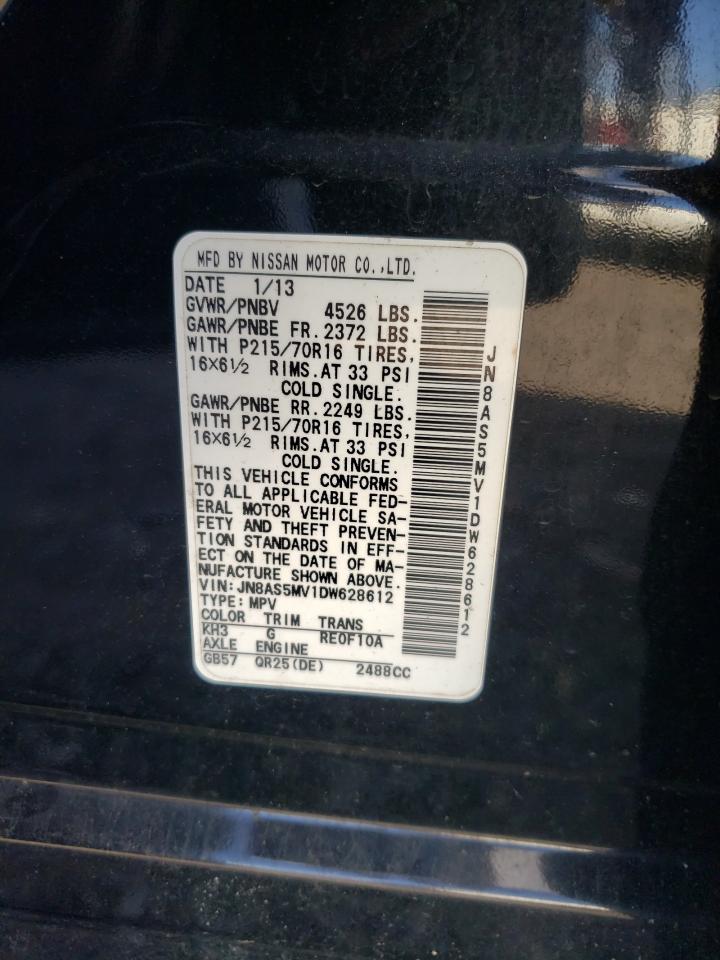 MFD BY NISSAN MOTOR CO.,LTD.
DATE 1/13
GVWR/PNBV 4526 LBS.
GAWR/PNBE FR.2372 LBS.
WITH P215/70R16 TIRES,
16×6½ RIMS.AT 33 PSI
COLD SINGLE.
GAWR/PNBE RR.2249 LBS.
WITH P215/70R16 TIRES,
16×6½ RIMS.AT 33 PSI
COLD SINGLE.
THIS VEHICLE CONFORMS
TO ALL APPLICABLE FED-
ERAL MOTOR VEHICLE SA-
FETY AND THEFT PREVEN-
TION STANDARDS IN EFF-
ECT ON THE DATE OF MA-
NUFACTURE SHOWN ABOVE.
VIN:JN8AS5MV1DW628612
TYPE:MPV
COLOR TRIM TRANS
KH3 G RE0F10A
AXLE ENGINE
GB57 QR25(DE) 2488CC
JN8AS5MV1DW628612